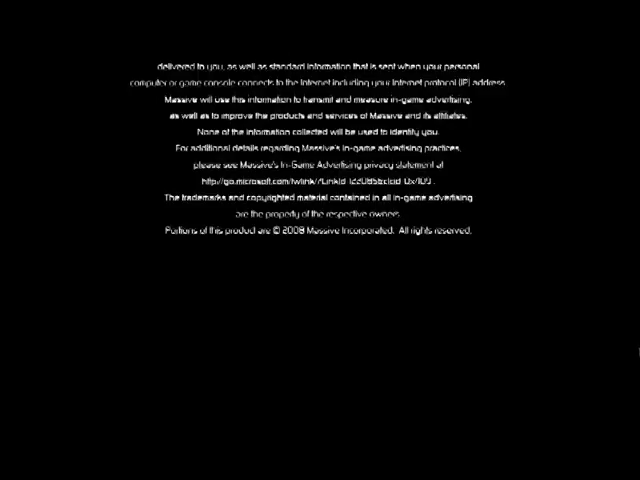 delivered to you, as well as standard information that is sent when your personal
computer or game console connects to the Internet including your Internet protocol (IP) address.
Massive will use this information to transmit and measure in-game advertising,
as well as to improve the products and services of Massive and its affiliates.
None of the information collected will be used to identify you.
For additional details regarding Massive's in-game advertising practices,
please see Massive's In-Game Advertising privacy statement at
The trademarks and copyrighted material contained in all in-game advertising
are the property of the respective owners.
Portions of this product are © 2008 Massive Incorporated. All rights reserved.